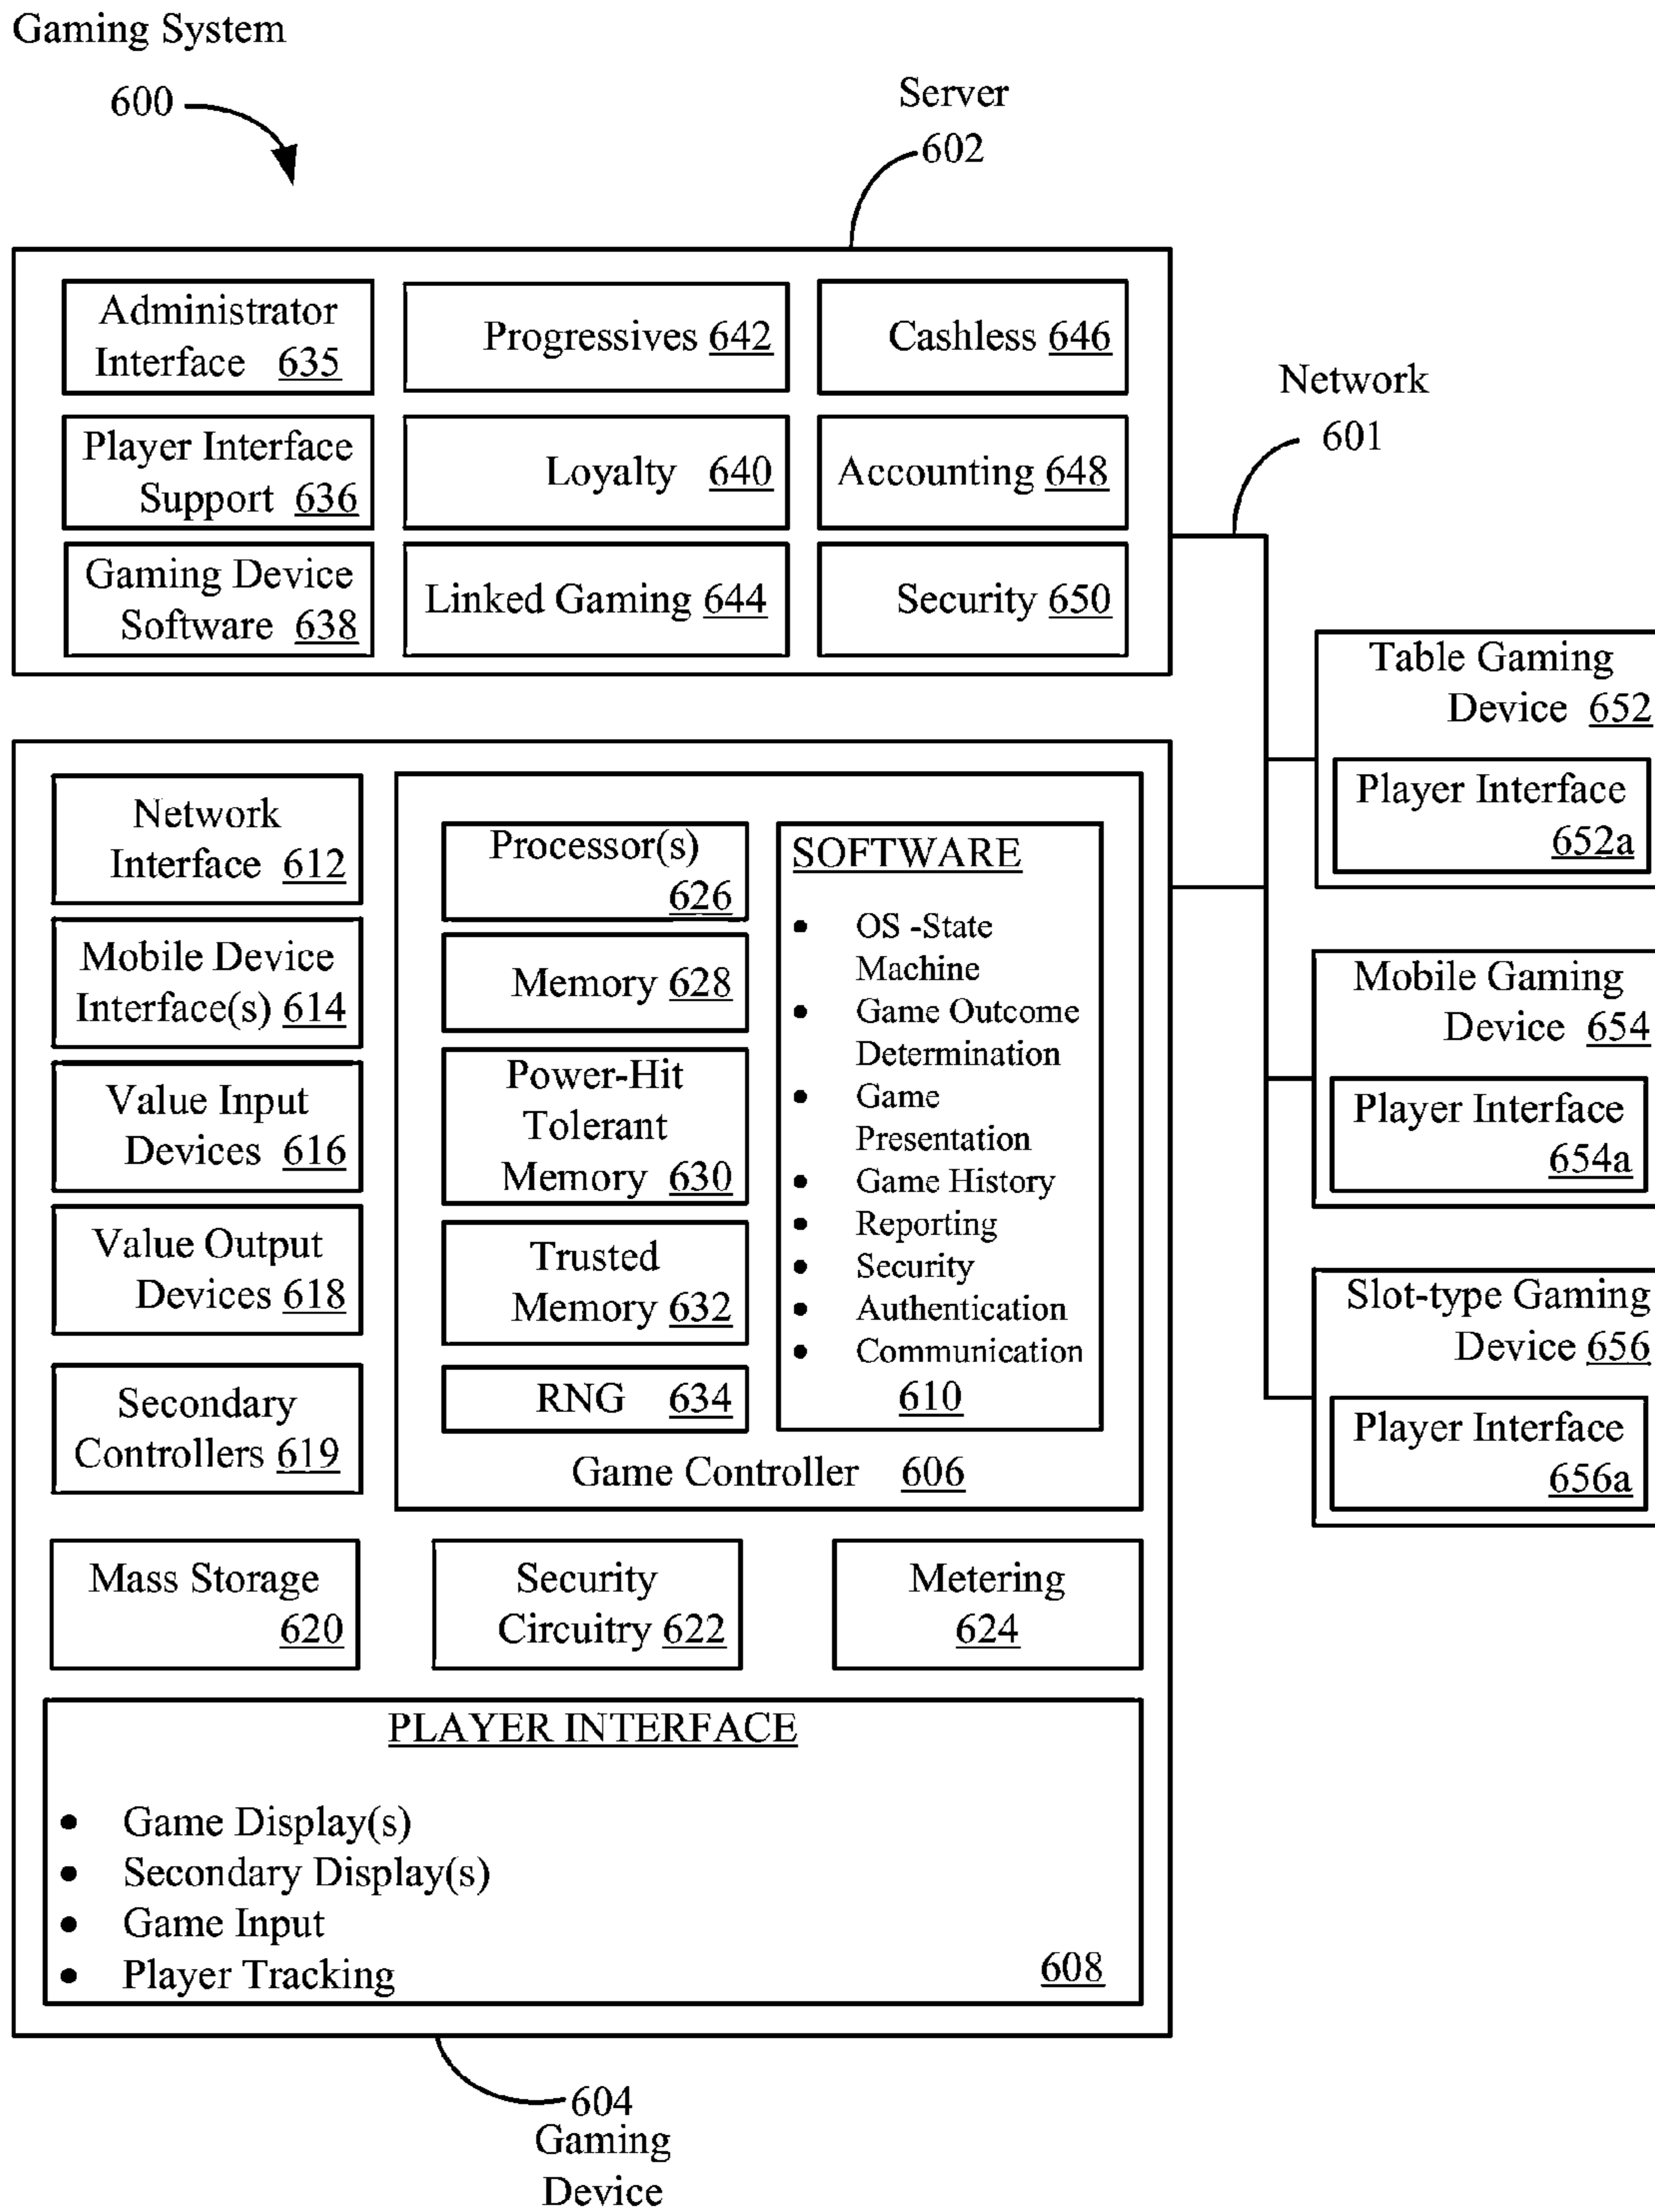 Gaming System
600
Server
602
Administrator
Interface 635
Progressives 642
Cashless 646
Player Interface
Support 636
Loyalty 640
Accounting 648
Gaming Device
Software 638
Linked Gaming 644
Security 650
Network
601
Network
Interface 612
Mobile Device
Interface(s) 614
Value Input
Devices 616
Value Output
Devices 618
Secondary
Controllers 619
Processor(s)
626
Memory 628
Power-Hit
Tolerant
Memory 630
Trusted
Memory 632
RNG 634
SOFTWARE
• OS -State
Machine
• Game Outcome
Determination
• Game
Presentation
• Game History
• Reporting
• Security
• Authentication
• Communication
610
Game Controller 606
Mass Storage
620
Security
Circuitry 622
Metering
624
PLAYER INTERFACE
• Game Display(s)
• Secondary Display(s)
• Game Input
• Player Tracking
608
604
Gaming
Device
Table Gaming
Device 652
Player Interface
652a
Mobile Gaming
Device 654
Player Interface
654a
Slot-type Gaming
Device 656
Player Interface
656a